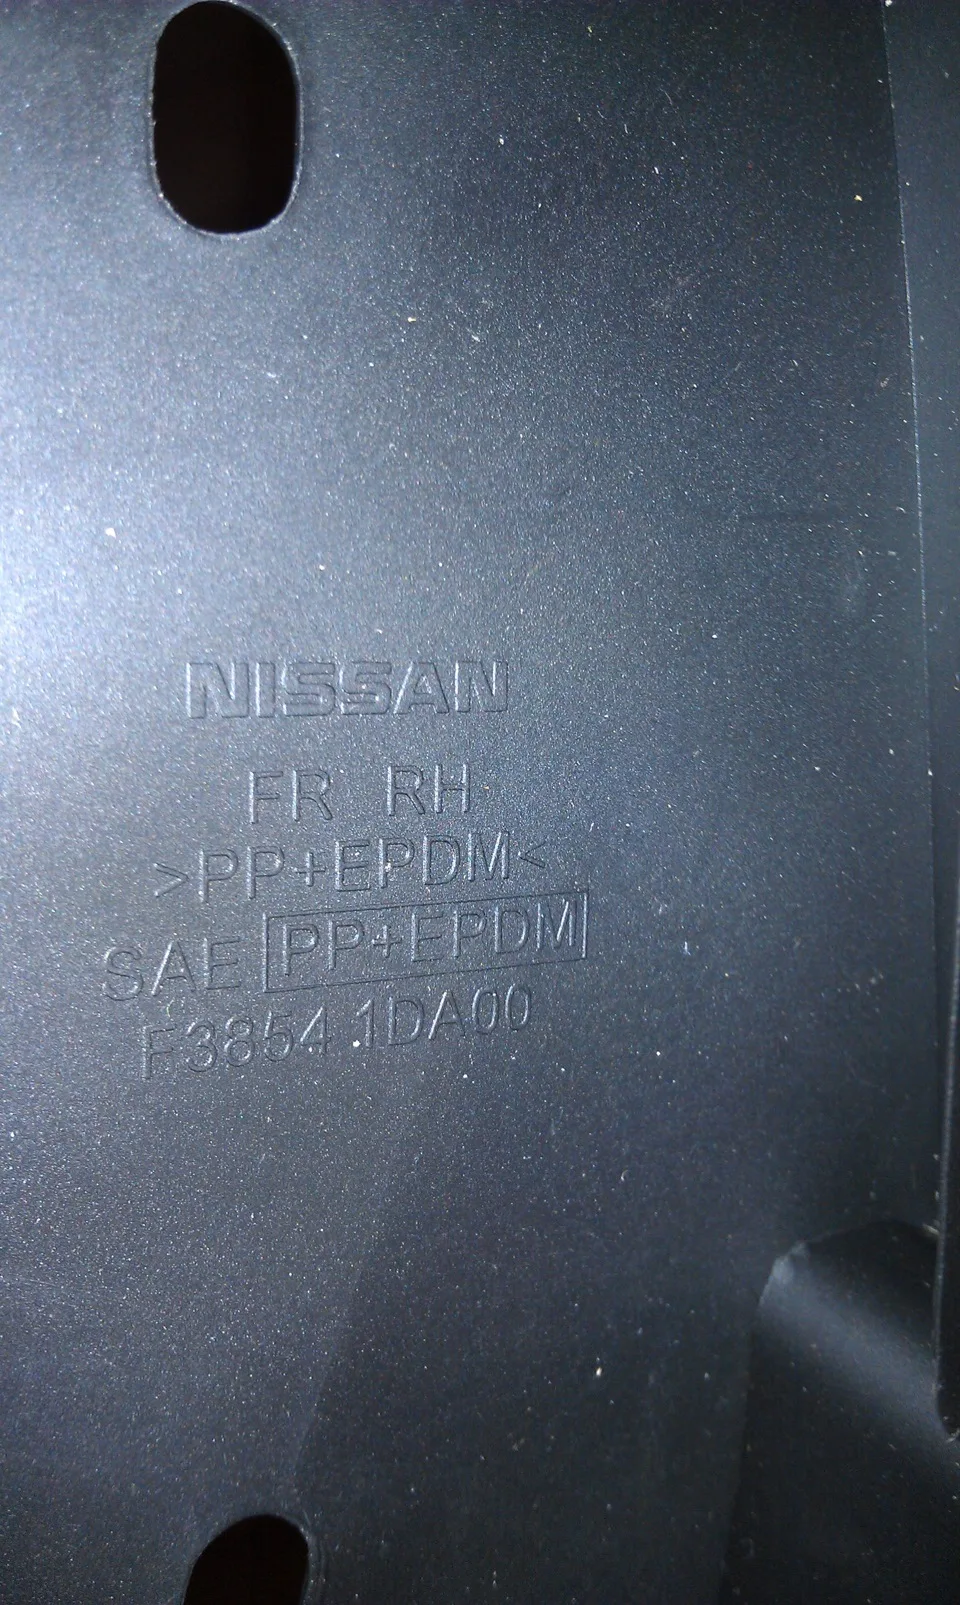 NISSAN
FR RH
>PP+EPDM<
SAE PP+EPDM
F3854 1DA00